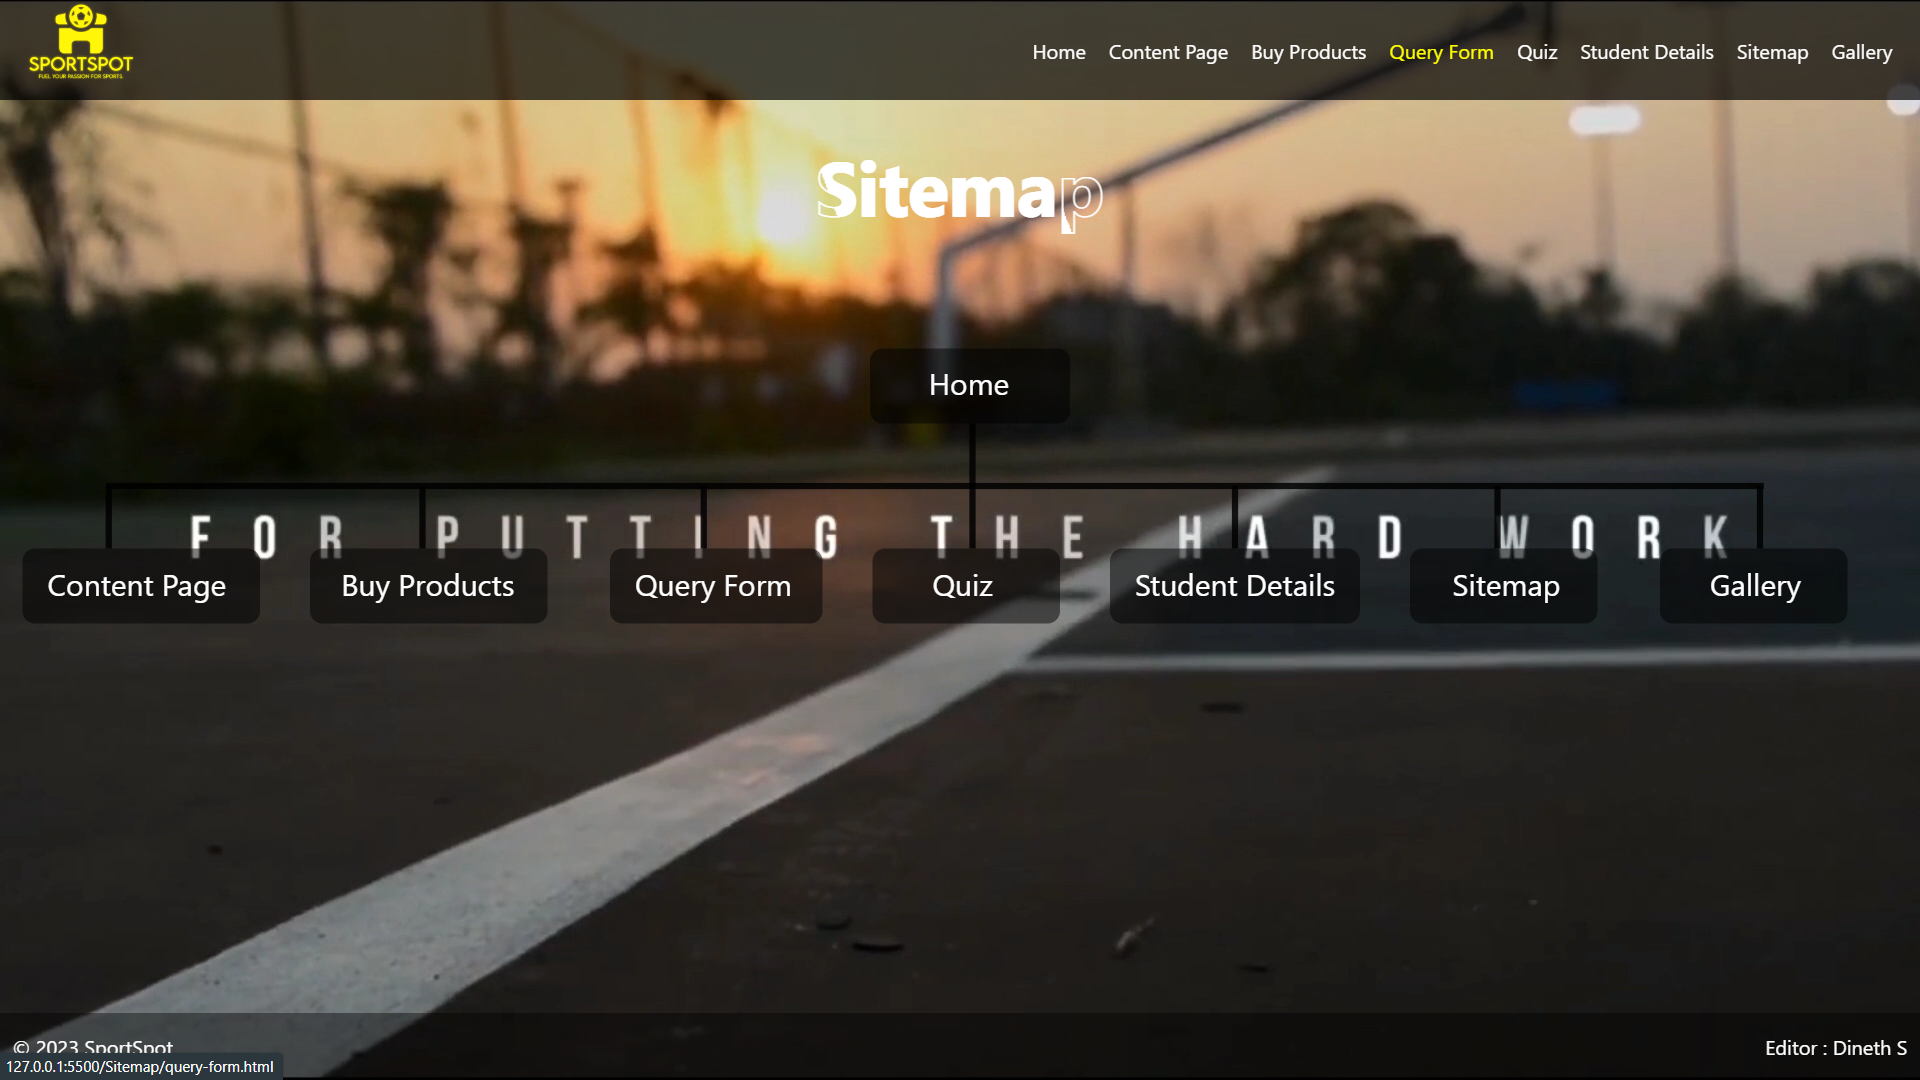 SPORTSPOT
FUEL YOUR PASSION FOR SPORTS.
Home Content Page Buy Products Query Form Quiz Student Details Sitemap Gallery
Sitemap
Home
FOR PUTTING THE HARD WORK
Content Page Buy Products Query Form Quiz Student Details Sitemap Gallery
© 2023 SportSpot
Editor : Dineth S
127.0.0.1:5500/Sitemap/query-form.html